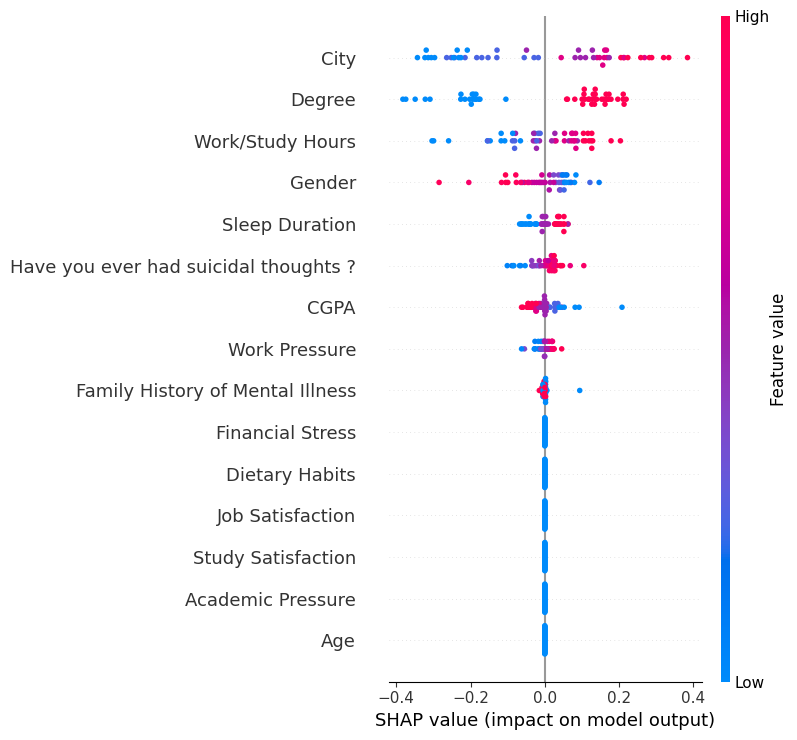 High
City
Degree
Work/Study Hours
Gender
Sleep Duration
Have you ever had suicidal thoughts ?
CGPA
Work Pressure
Family History of Mental Illness
Financial Stress
Dietary Habits
Job Satisfaction
Study Satisfaction
Academic Pressure
Age
Feature value
Low
−0.4 −0.2 0.0 0.2 0.4
SHAP value (impact on model output)